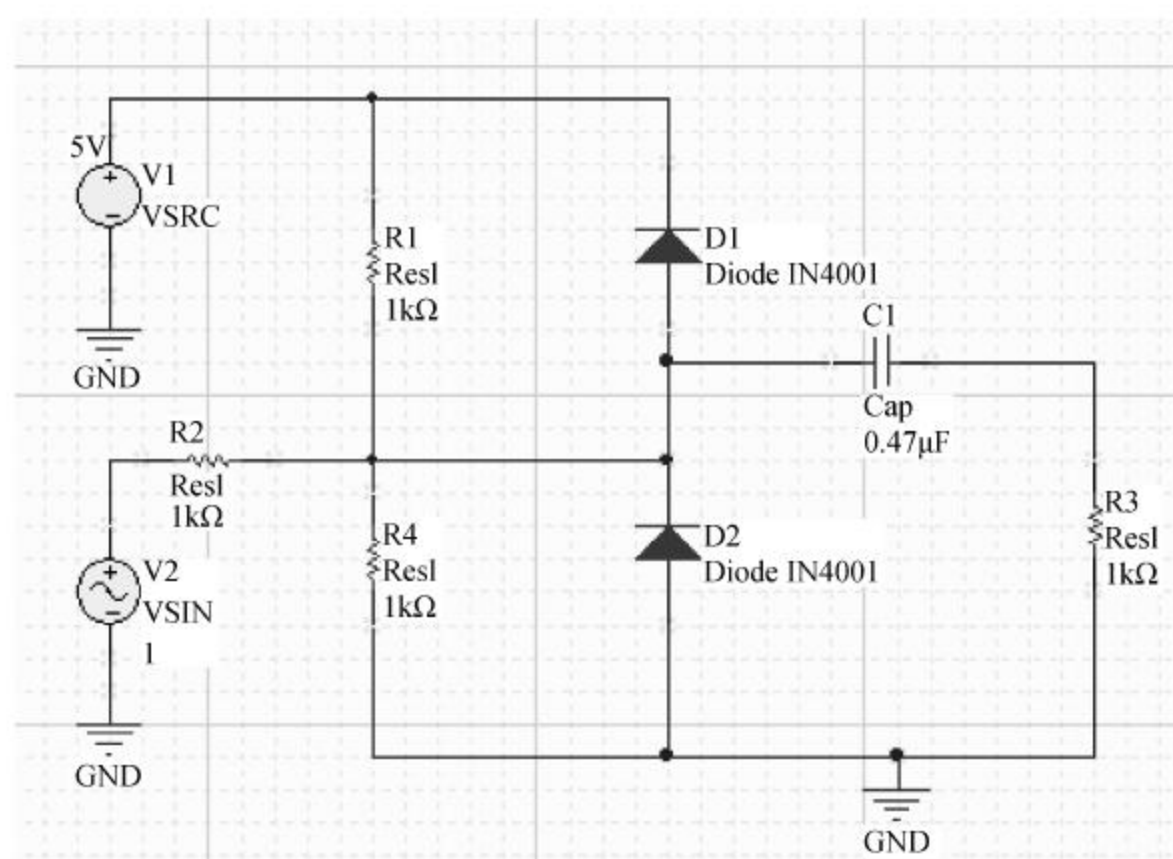 5V
+
V1
−
VSRC
GND
R1
Resl
1kΩ
D1
Diode IN4001
C1
Cap
0.47μF
R2
Resl
1kΩ
R4
Resl
1kΩ
D2
Diode IN4001
R3
Resl
1kΩ
+
V2
−
VSIN
1
GND
GND